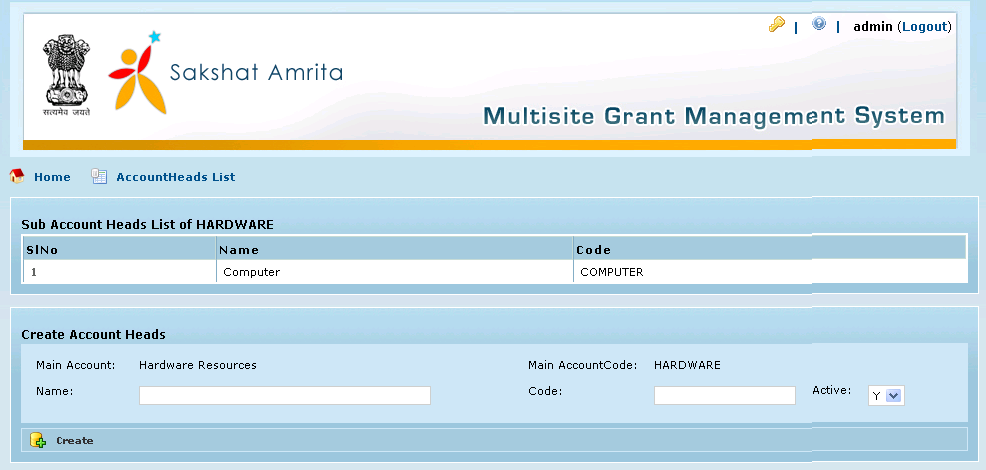 | | admin (Logout)
सत्यमेव जयते
Sakshat Amrita
Multisite Grant Management System
Home AccountHeads List
Sub Account Heads List of HARDWARE
SlNo Name Code
1 Computer COMPUTER
Create Account Heads
Main Account: Hardware Resources Main AccountCode: HARDWARE
Name: Code: Active: Y
Create